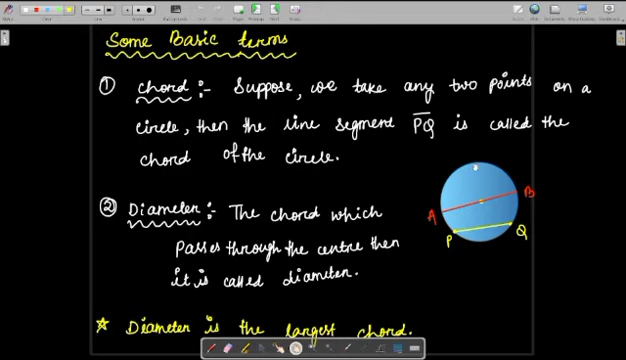 Some Basic terms
① Chord :- Suppose, we take any two points on a
circle, then the line segment P̅Q̅ is called the
chord of the circle.
② Diameter :- The chord which
passes through the centre then
it is called diameter.
A
B
P
Q
☆ Diameter is the largest chord.